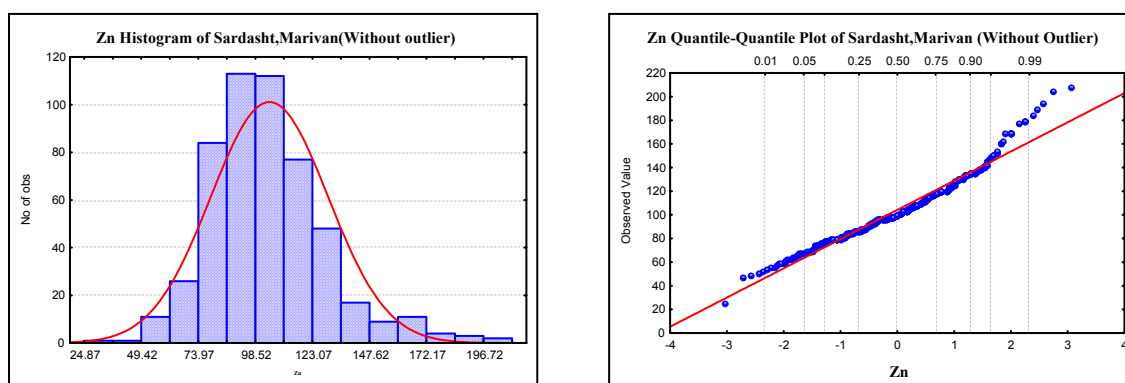 Zn Histogram of Sardasht,Marivan(Without outlier)
120
100
80
60
40
20
0
No of obs
24.87 49.42 73.97 98.52 123.07 147.62 172.17 196.72
Zn
Zn Quantile-Quantile Plot of Sardasht,Marivan (Without Outlier)
0.01 0.05 0.25 0.50 0.75 0.90 0.99
220
200
180
160
140
120
100
80
60
40
20
0
Observed Value
-4 -3 -2 -1 0 1 2 3 4
Zn